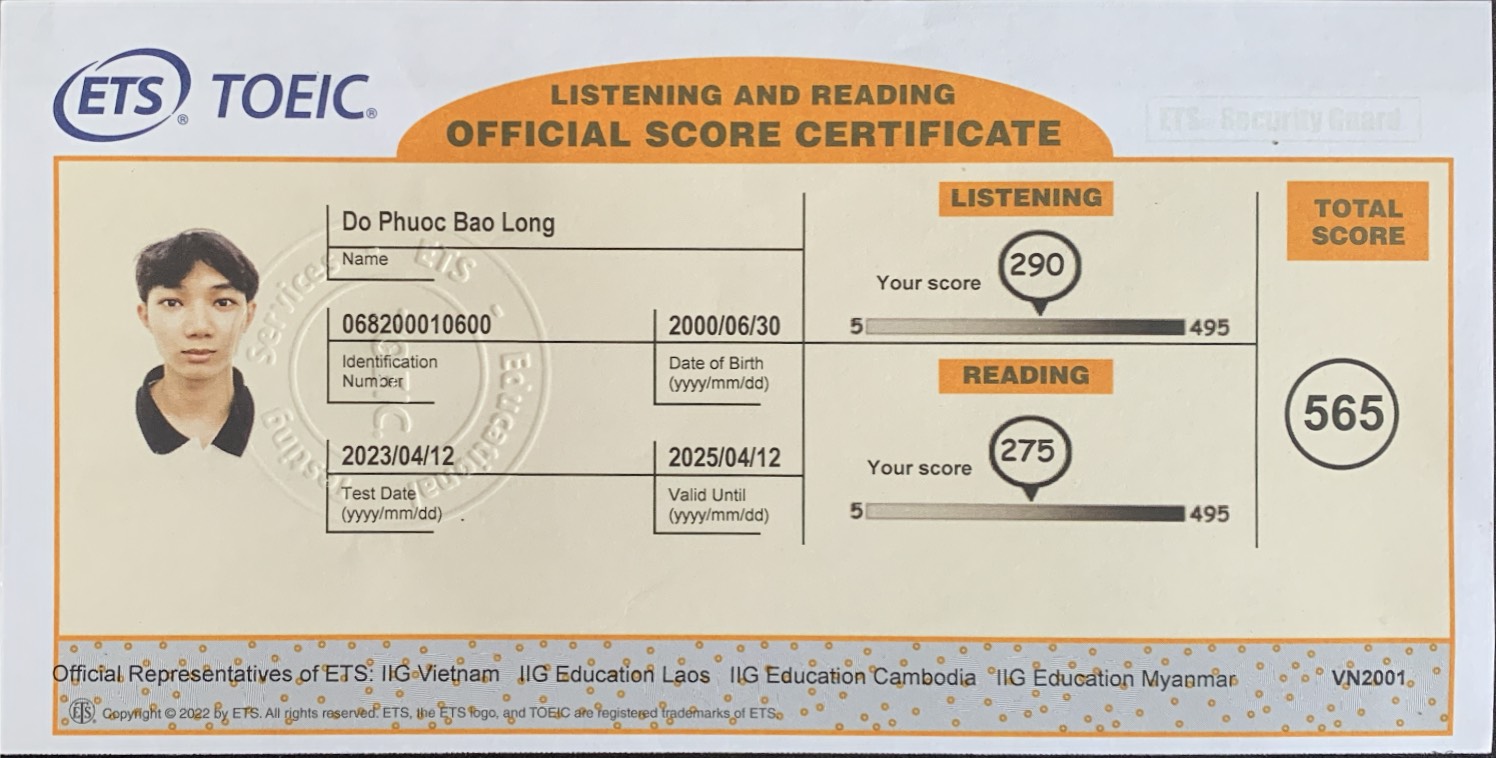 ETS® TOEIC®
LISTENING AND READING
OFFICIAL SCORE CERTIFICATE
ETS Security Guard
Do Phuoc Bao Long
Name
068200010600
Identification
Number
2000/06/30
Date of Birth
(yyyy/mm/dd)
2023/04/12
Test Date
(yyyy/mm/dd)
2025/04/12
Valid Until
(yyyy/mm/dd)
ETS - Educational Testing Services
LISTENING
Your score
290
5
495
READING
Your score
275
5
495
TOTAL
SCORE
565
Official Representatives of ETS: IIG Vietnam IIG Education Laos IIG Education Cambodia IIG Education Myanmar VN2001
ETS Copyright © 2022 by ETS. All rights reserved. ETS, the ETS logo, and TOEIC are registered trademarks of ETS.